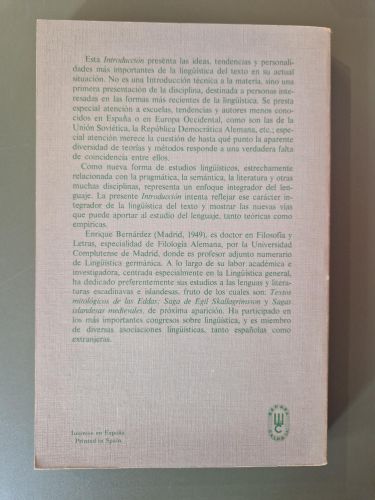 Esta Introducción presenta las ideas, tendencias y personali-
dades más importantes de la lingüística del texto en su actual
situación. No es una Introducción técnica a la materia, sino una
primera presentación de la disciplina, destinada a personas inte-
resadas en las formas más recientes de la lingüística. Se presta
especial atención a escuelas, tendencias y autores menos cono-
cidos en España o en Europa Occidental, como son las de la
Unión Soviética, la República Democrática Alemana, etc.; espe-
cial atención merece la cuestión de hasta qué punto la aparente
diversidad de teorías y métodos responde a una verdadera falta
de coincidencia entre ellos.
Como nueva forma de estudios lingüísticos, estrechamente
relacionada con la pragmática, la semántica, la literatura y otras
muchas disciplinas, representa un enfoque integrador del len-
guaje. La presente Introducción intenta reflejar ese carácter in-
tegrador de la lingüística del texto y mostrar las nuevas vías
que puede aportar al estudio del lenguaje, tanto teóricas como
empíricas.
Enrique Bernárdez (Madrid, 1949), es doctor en Filosofía y
Letras, especialidad de Filología Alemana, por la Universidad
Complutense de Madrid, donde es profesor adjunto numerario
de Lingüística germánica. A lo largo de su labor académica e
investigadora, centrada especialmente en la Lingüística general,
ha dedicado preferentemente sus estudios a las lenguas y litera-
turas escadinavas e islandesas, fruto de los cuales son: Textos
mitológicos de las Eddas; Saga de Egil Skallagrimsson y Sagas
islandesas medievales, de próxima aparición. Ha participado en
los más importantes congresos sobre lingüística, y es miembro
de diversas asociaciones lingüísticas, tanto españolas como
extranjeras.
Impreso en España
Printed in Spain
ESPASA
CALPE